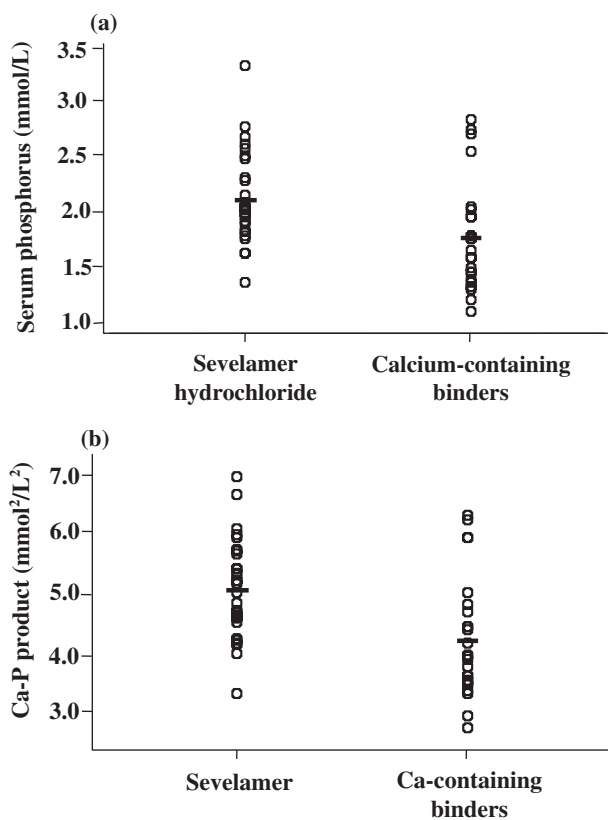 (a)
Serum phosphorus (mmol/L)
3.5
3.0
2.5
2.0
1.5
1.0
Sevelamer
hydrochloride
Calcium-containing
binders
(b)
Ca-P product (mmol²/L²)
7.0
6.0
5.0
4.0
3.0
Sevelamer
Ca-containing
binders